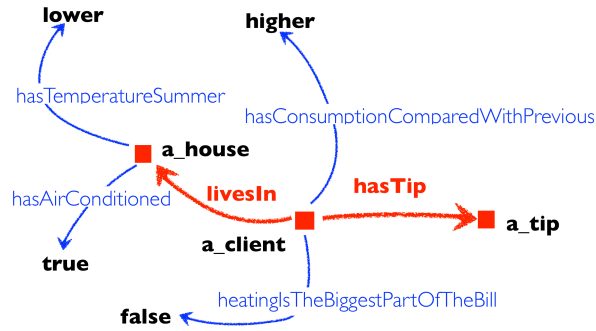 lower
higher
hasTemperatureSummer
hasConsumptionComparedWithPrevious
a_house
hasAirConditioned
livesIn
hasTip
a_client
a_tip
true
heatingIsTheBiggestPartOfTheBill
false